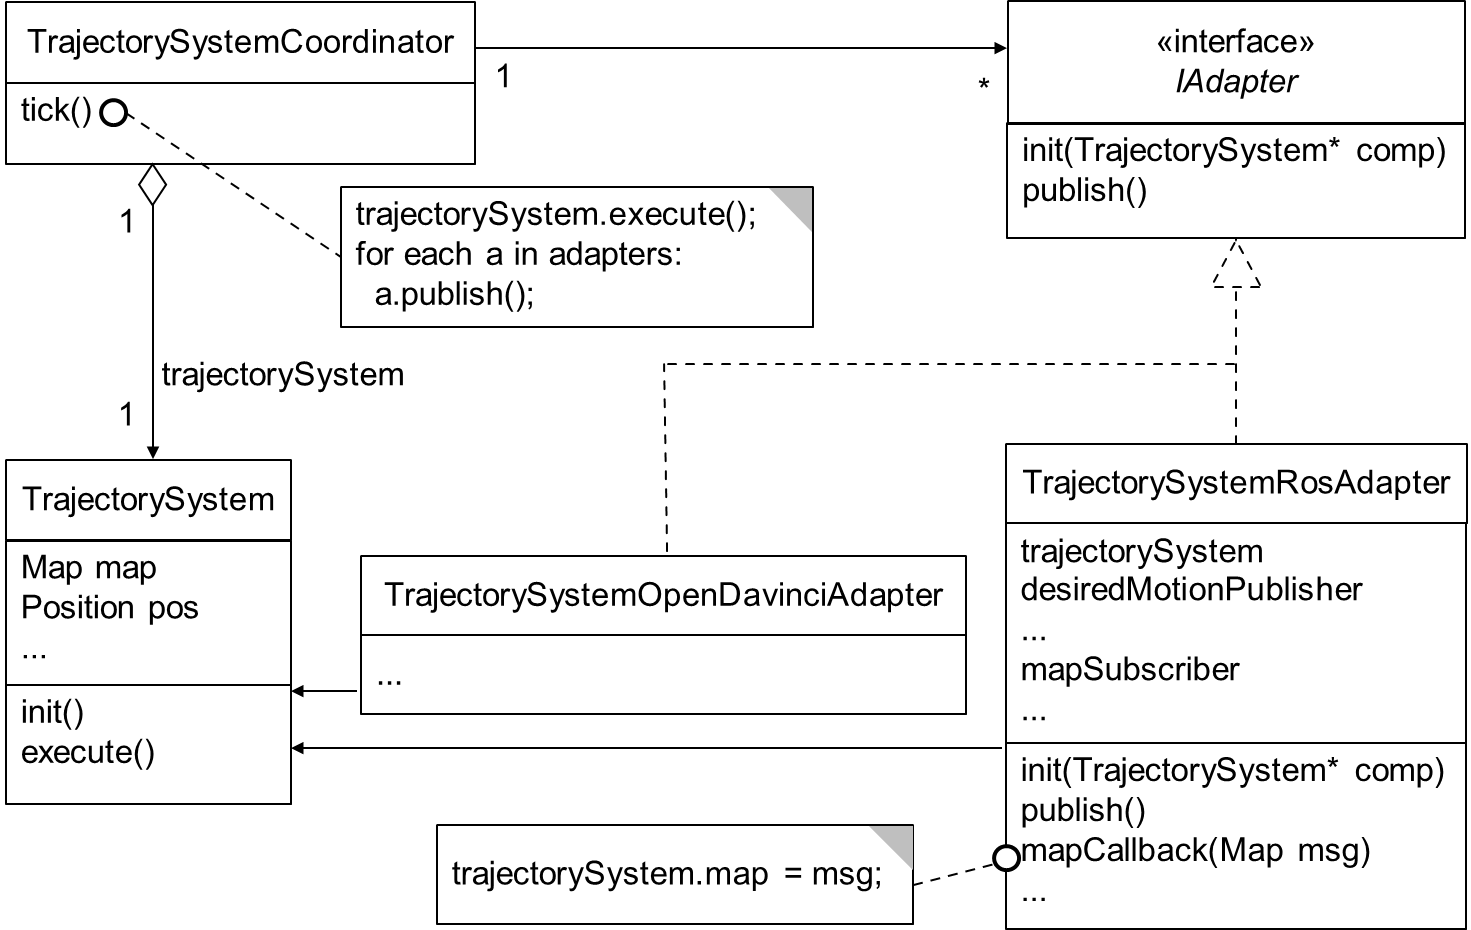 TrajectorySystemCoordinator
tick()
1
*
«interface»
IAdapter
init(TrajectorySystem* comp)
publish()
trajectorySystem.execute();
for each a in adapters:
a.publish();
1
trajectorySystem
1
TrajectorySystem
Map map
Position pos
...
init()
execute()
TrajectorySystemOpenDavinciAdapter
...
TrajectorySystemRosAdapter
trajectorySystem
desiredMotionPublisher
...
mapSubscriber
...
init(TrajectorySystem* comp)
publish()
mapCallback(Map msg)
...
trajectorySystem.map = msg;